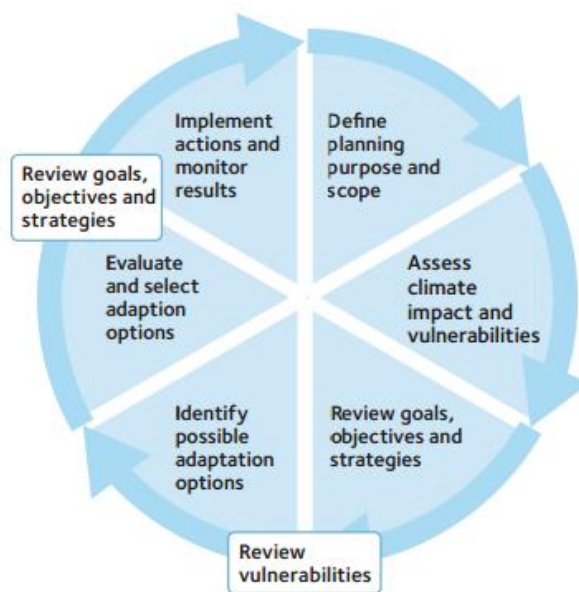 Implement
actions and
monitor
results
Define
planning
purpose and
scope
Review goals,
objectives and
strategies
Evaluate
and select
adaption
options
Assess
climate
impact and
vulnerabilities
Identify
possible
adaptation
options
Review goals,
objectives and
strategies
Review
vulnerabilities